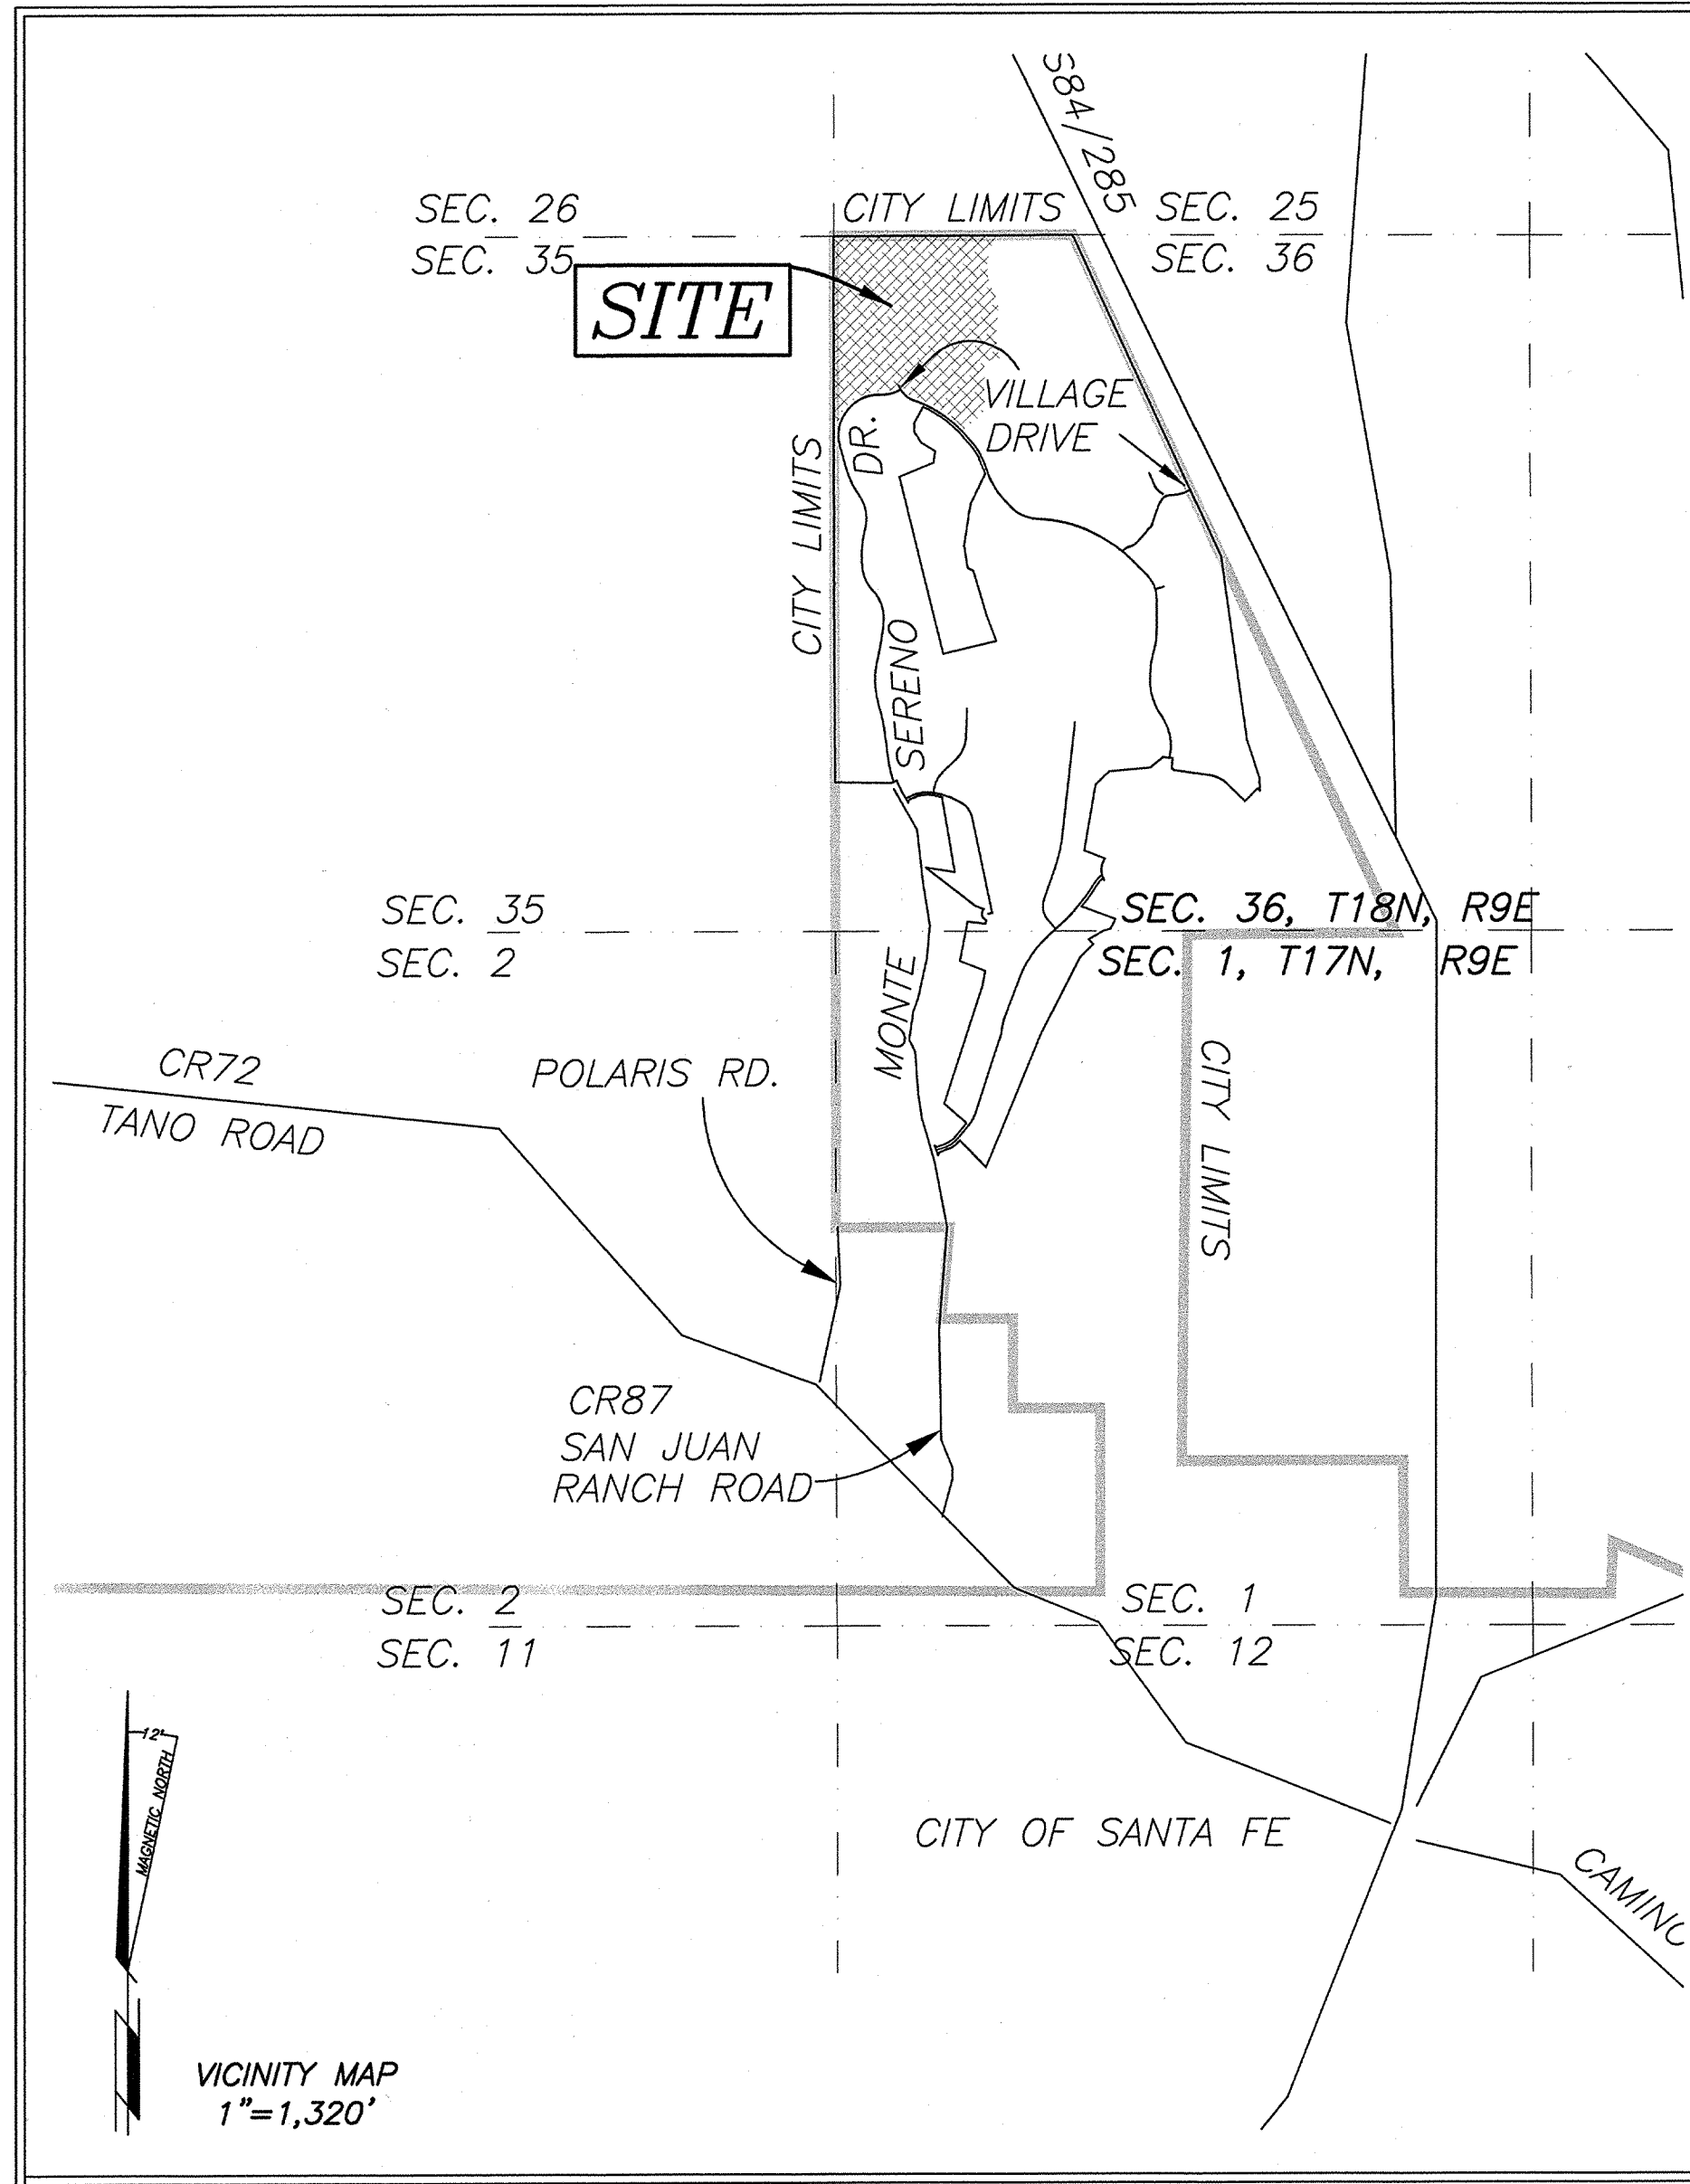 S84/285
SEC. 26
CITY LIMITS
SEC. 25
SEC. 35
SEC. 36
SITE
VILLAGE
DRIVE
DR.
CITY LIMITS
SERENO
SEC. 35
SEC. 36, T18N, R9E
SEC. 2
SEC. 1, T17N, R9E
MONTE
CR72
TANO ROAD
POLARIS RD.
CITY LIMITS
CR87
SAN JUAN
RANCH ROAD
SEC. 2
SEC. 1
SEC. 11
SEC. 12
12°
MAGNETIC NORTH
CITY OF SANTA FE
CAMINO
VICINITY MAP
1"=1,320'